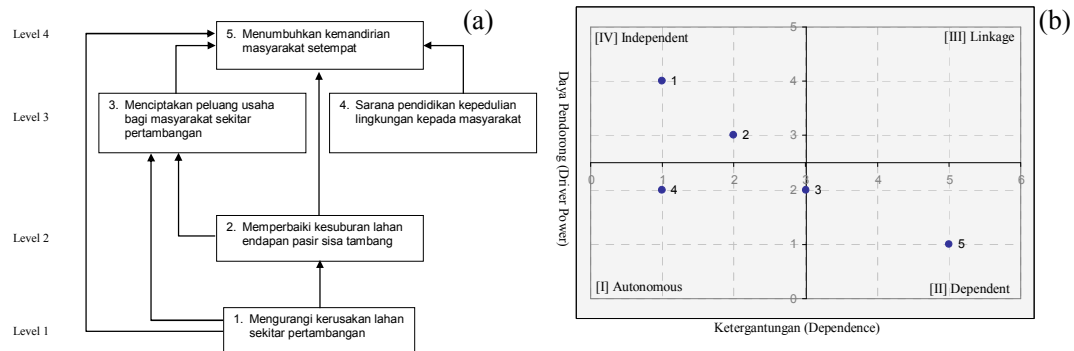 (a)
Level 4
5. Menumbuhkan kemandirian
masyarakat setempat
Level 3
3. Menciptakan peluang usaha
bagi masyarakat sekitar
pertambangan
4. Sarana pendidikan kepedulian
lingkungan kepada masyarakat
Level 2
2. Memperbaiki kesuburan lahan
endapan pasir sisa tambang
Level 1
1. Mengurangi kerusakan lahan
sekitar pertambangan
(b)
Daya Pendorong (Driver Power)
[IV] Independent
[III] Linkage
5
4
1
3
2
0
1
2
3
4
5
6
4
2
3
1
5
0
[I] Autonomous
[II] Dependent
Ketergantungan (Dependence)